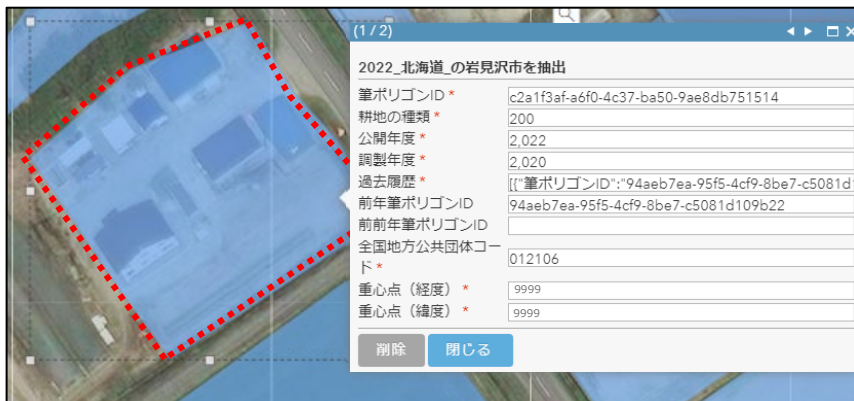 (1 / 2)
2022_北海道_の岩見沢市を抽出
筆ポリゴンID * c2a1f3af-a6f0-4c37-ba50-9ae8db751514
耕地の種類 * 200
公開年度 * 2,022
調製年度 * 2,020
過去履歴 * [{"筆ポリゴンID":"94aeb7ea-95f5-4cf9-8be7-c5081d1
前年筆ポリゴンID 94aeb7ea-95f5-4cf9-8be7-c5081d109b22
前前年筆ポリゴンID
全国地方公共団体コー
ド * 012106
重心点（経度） * 9999
重心点（緯度） * 9999
削除 閉じる